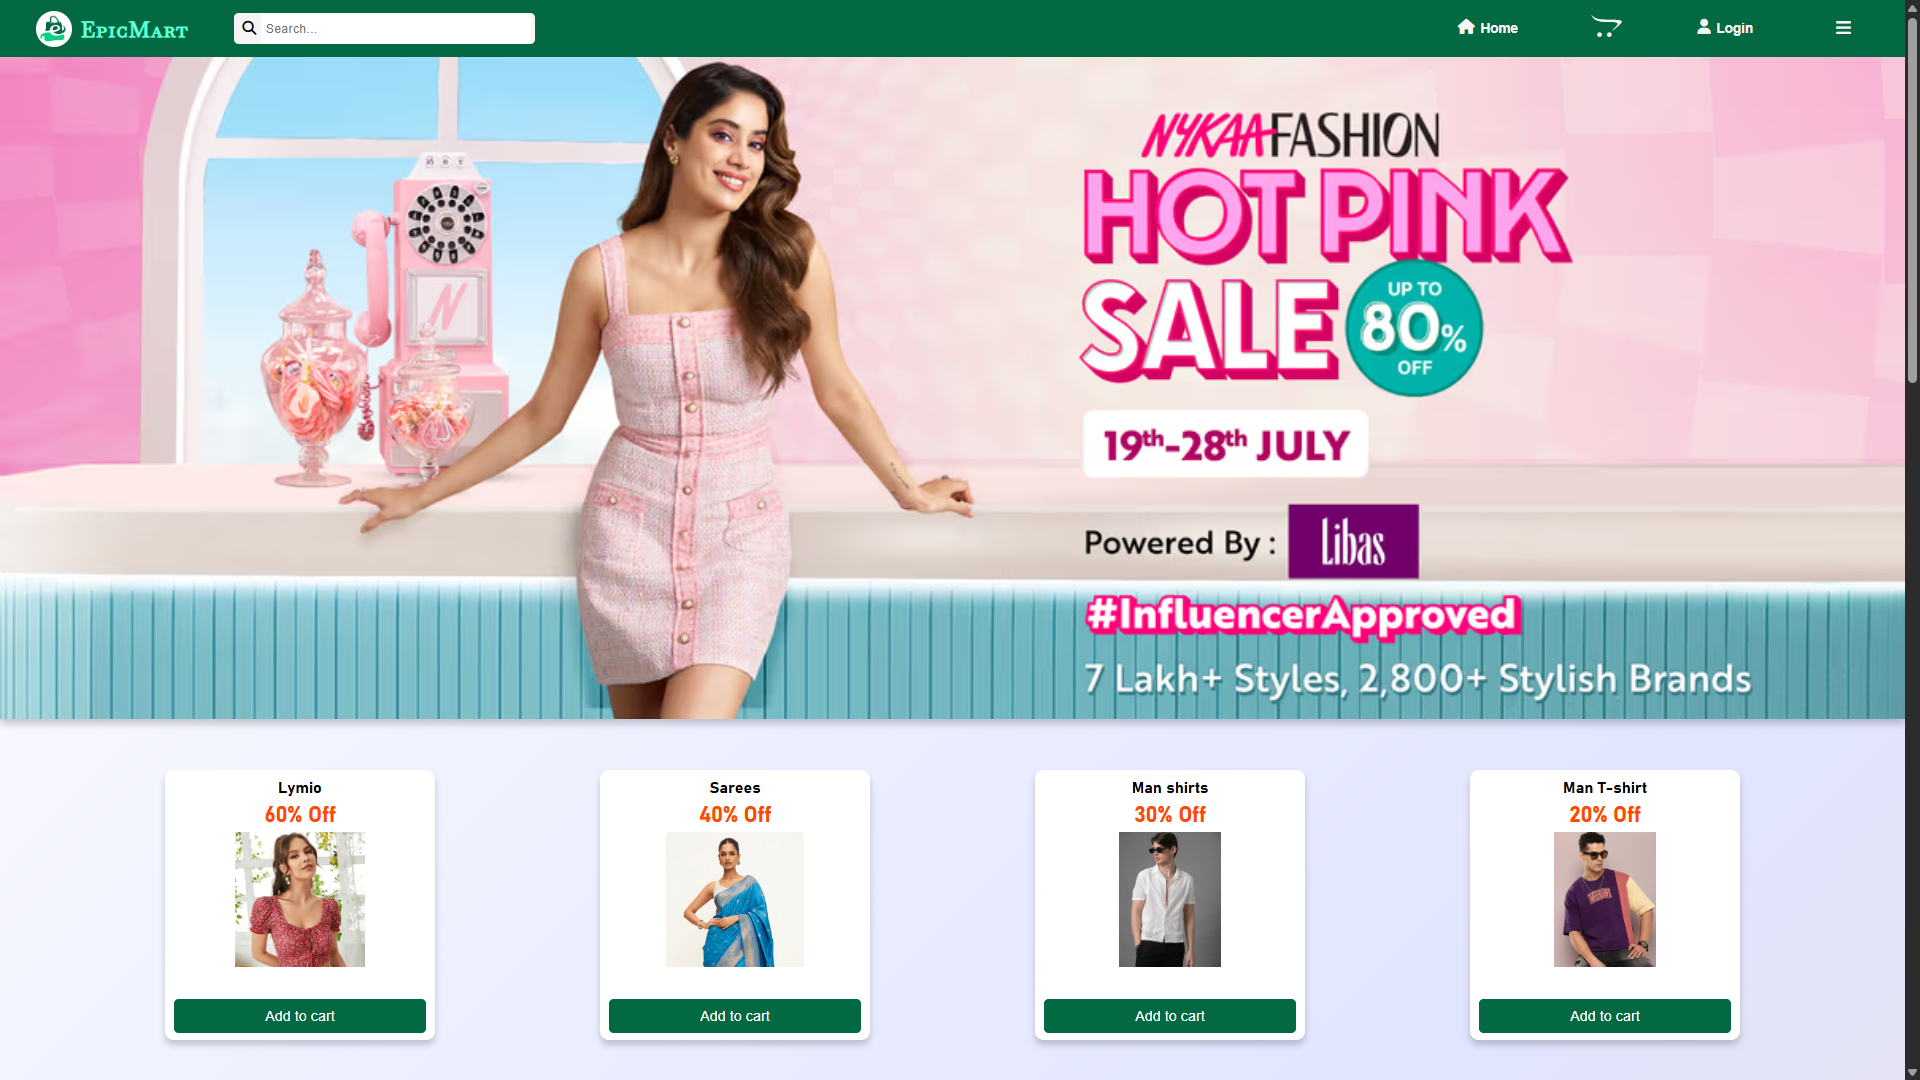 EpicMart
Search...
Home
Login
NYKAA FASHION
HOT PINK
SALE
UP TO
80%
OFF
19th-28th JULY
Powered By : Libas
#InfluencerApproved
7 Lakh+ Styles, 2,800+ Stylish Brands
N
Lymio
60% Off
Add to cart
Sarees
40% Off
Add to cart
Man shirts
30% Off
Add to cart
Man T-shirt
20% Off
Add to cart